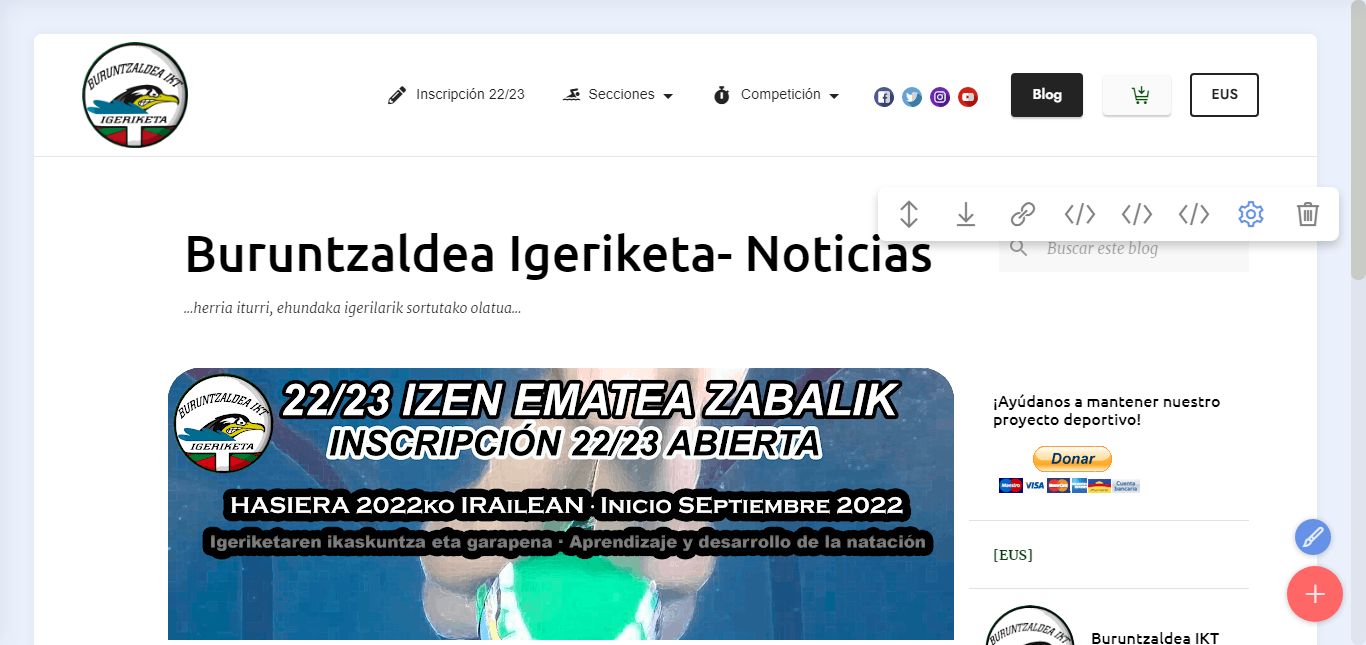 BURUNTZALDEA IKT
IGERIKETA
Inscripción 22/23
Secciones
Competición
Blog
EUS
Buruntzaldea Igeriketa- Noticias
Buscar este blog
...herria iturri, ehundaka igerilarik sortutako olatua...
BURUNTZALDEA IKT
IGERIKETA
22/23 IZEN EMATEA ZABALIK
INSCRIPCIÓN 22/23 ABIERTA
HASIERA 2022KO IRAILEAN · INICIO SEPTIEMBRE 2022
Igeriketaren ikaskuntza eta garapena - Aprendizaje y desarrollo de la natación
¡Ayúdanos a mantener nuestro
proyecto deportivo!
Donar
Maestro VISA
Cuenta
bancaria
[EUS]
BURUNTZALDEA IKT
Buruntzaldea IKT